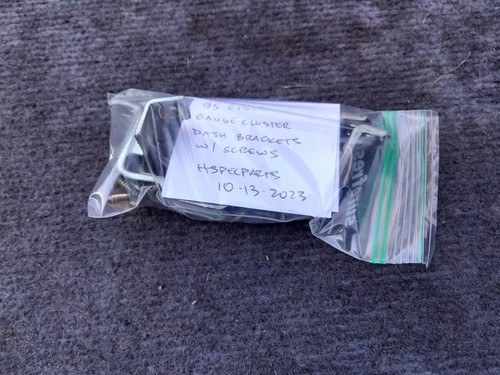 95
GAUGE CLUSTER
DASH BRACKETS
W/ SCREWS
HSPECPARTS
10-13-2023